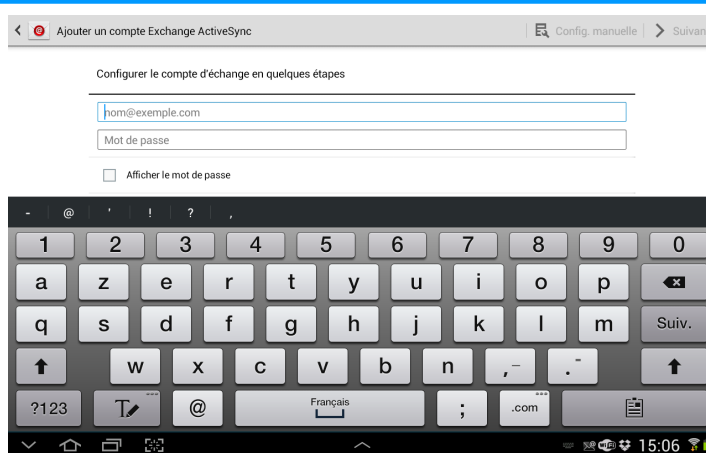 Ajouter un compte Exchange ActiveSync Config. manuelle Suivan
Configurer le compte d'échange en quelques étapes
nom@exemple.com
Mot de passe
Afficher le mot de passe
- @ ' ! ? ,
1 2 3 4 5 6 7 8 9 0
a z e r t y u i o p
q s d f g h j k l m Suiv.
w x c v b n ,– .-
?123 T @ Français ; .com
15:06